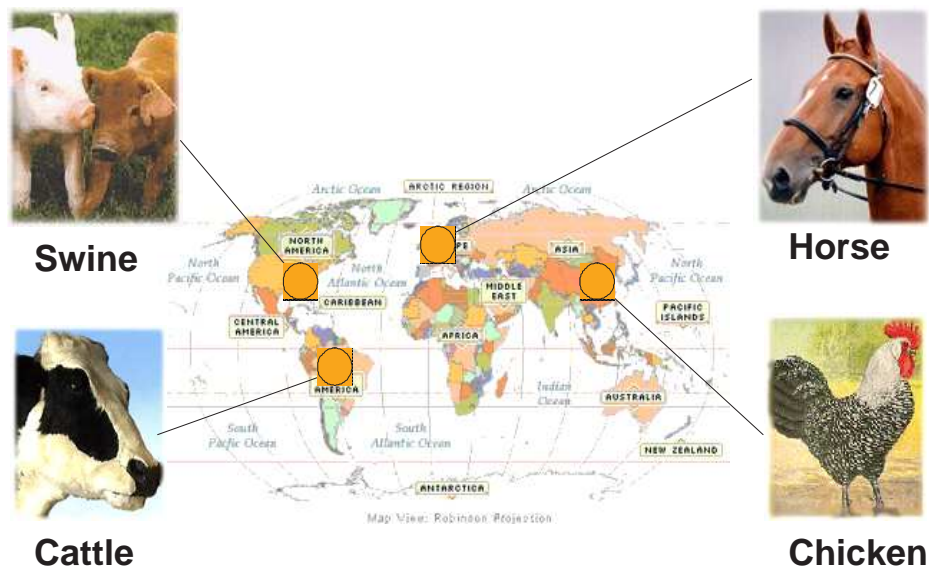 Swine
Horse
Cattle
Chicken
Arctic Ocean
ARCTIC REGION
Arctic Ocean
NORTH
AMERICA
ASIA
North
Pacific Ocean
North
Atlantic Ocean
MIDDLE
EAST
North
Pacific Ocean
CARIBBEAN
PACIFIC
ISLANDS
CENTRAL
AMERICA
AFRICA
AMERICA
Indian
Ocean
AUSTRALIA
South
Pacific Ocean
South
Atlantic Ocean
NEW ZEALAND
ANTARCTICA
Map View: Robinson Projection